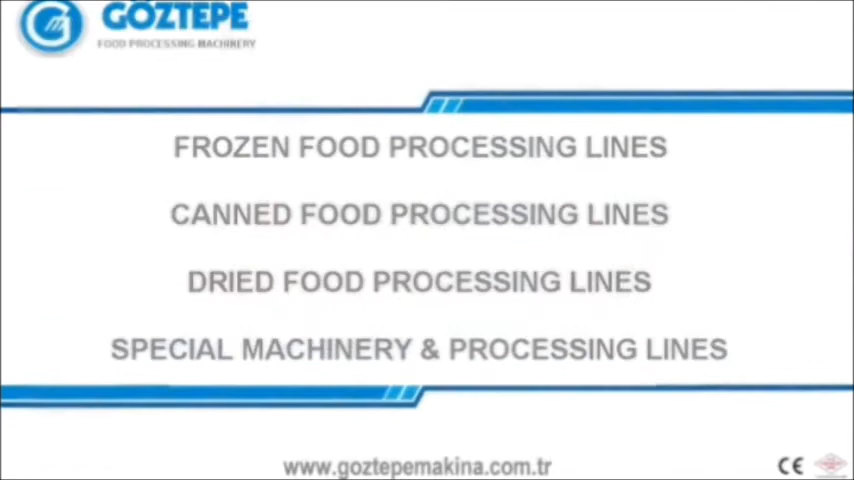 GÖZTEPE
FOOD PROCESSING MACHINERY
FROZEN FOOD PROCESSING LINES
CANNED FOOD PROCESSING LINES
DRIED FOOD PROCESSING LINES
SPECIAL MACHINERY & PROCESSING LINES
www.goztepemakina.com.tr
CE